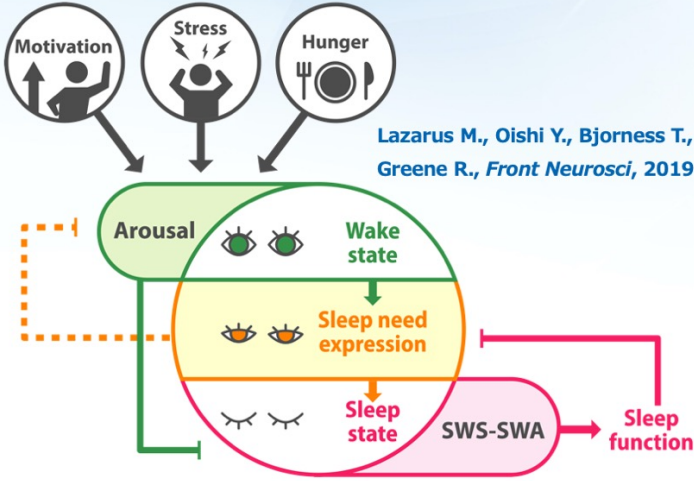 Motivation
Stress
Hunger
Lazarus M., Oishi Y., Bjorness T.,
Greene R., Front Neurosci, 2019
Arousal
Wake
state
Sleep need
expression
Sleep
state
SWS-SWA
Sleep
function